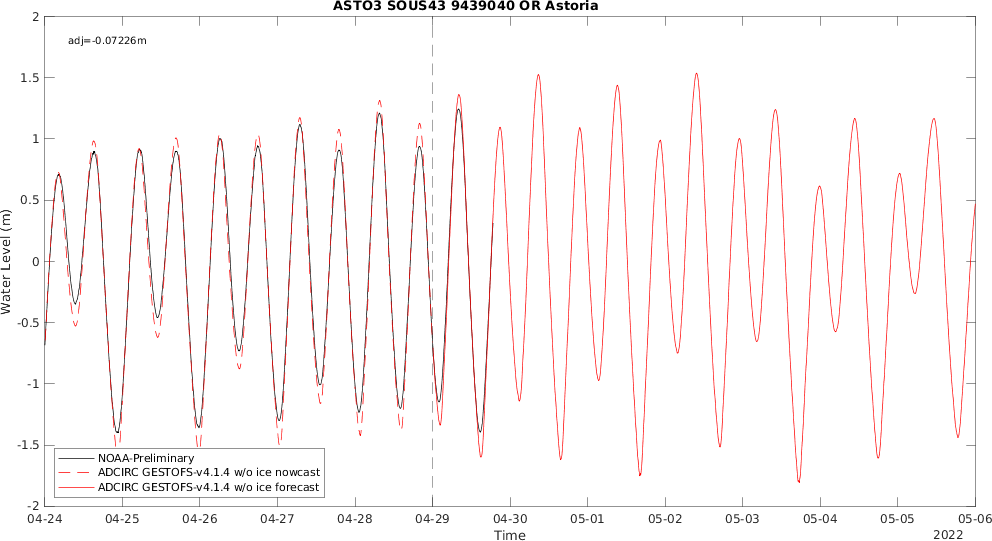 ASTO3 SOUS43 9439040 OR Astoria
adj=-0.07226m
2
1.5
1
0.5
0
-0.5
-1
-1.5
-2
Water Level (m)
NOAA-Preliminary
ADCIRC GESTOFS-v4.1.4 w/o ice nowcast
ADCIRC GESTOFS-v4.1.4 w/o ice forecast
04-24 04-25 04-26 04-27 04-28 04-29 04-30 05-01 05-02 05-03 05-04 05-05 05-06
Time
2022